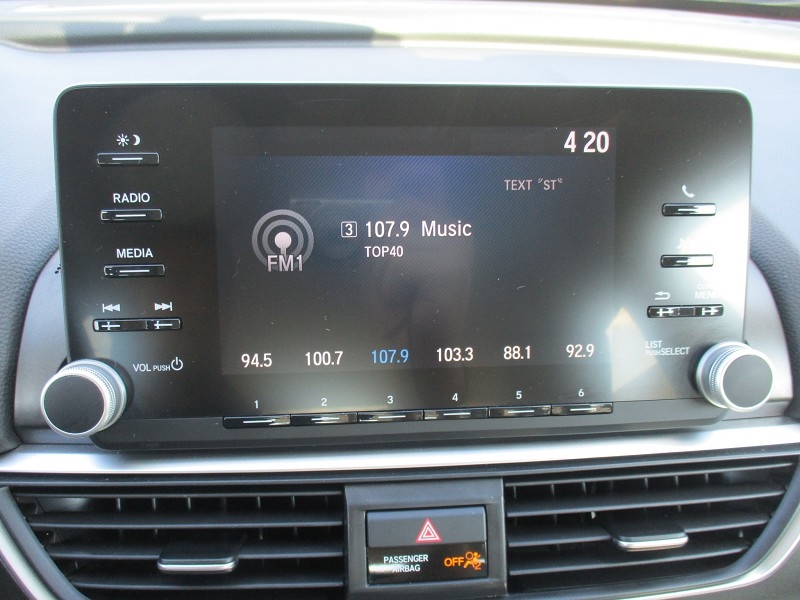 4 20
RADIO
TEXT "ST"
3 107.9 Music
TOP40
FM1
MEDIA
MENU
LIST
PUSH SELECT
VOL PUSH
94.5 100.7 107.9 103.3 88.1 92.9
1 2 3 4 5 6
PASSENGER
AIRBAG
OFF
2